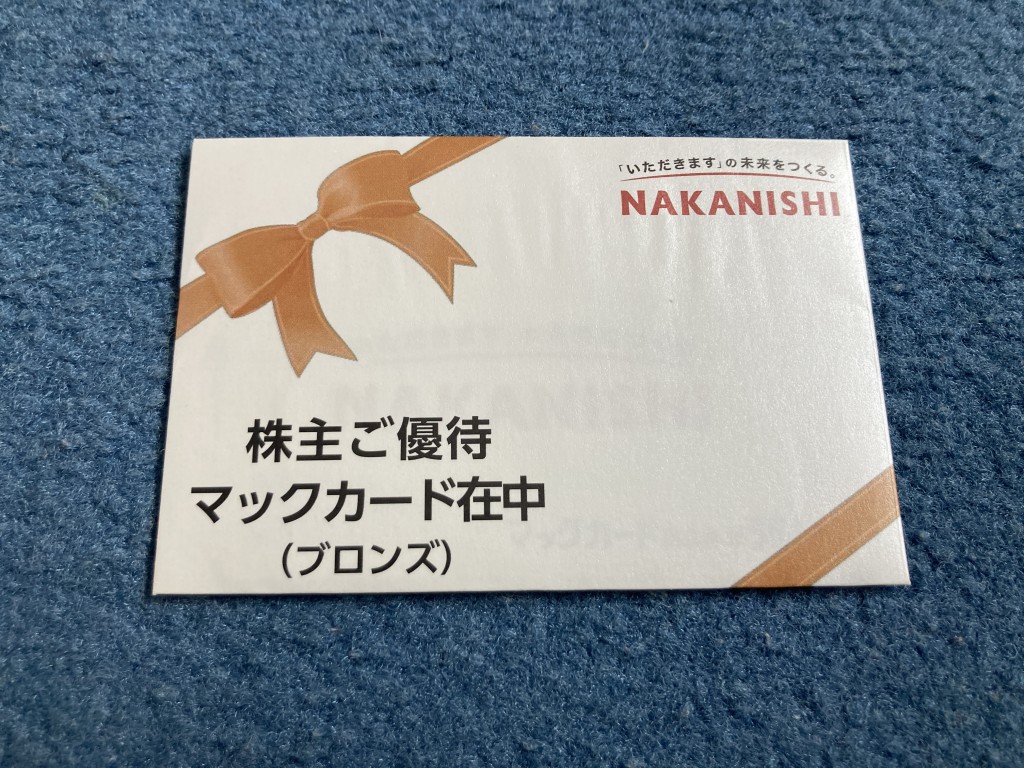 「いただきます」の未来をつくる。
NAKANISHI
株主ご優待
マックカード在中
(ブロンズ)